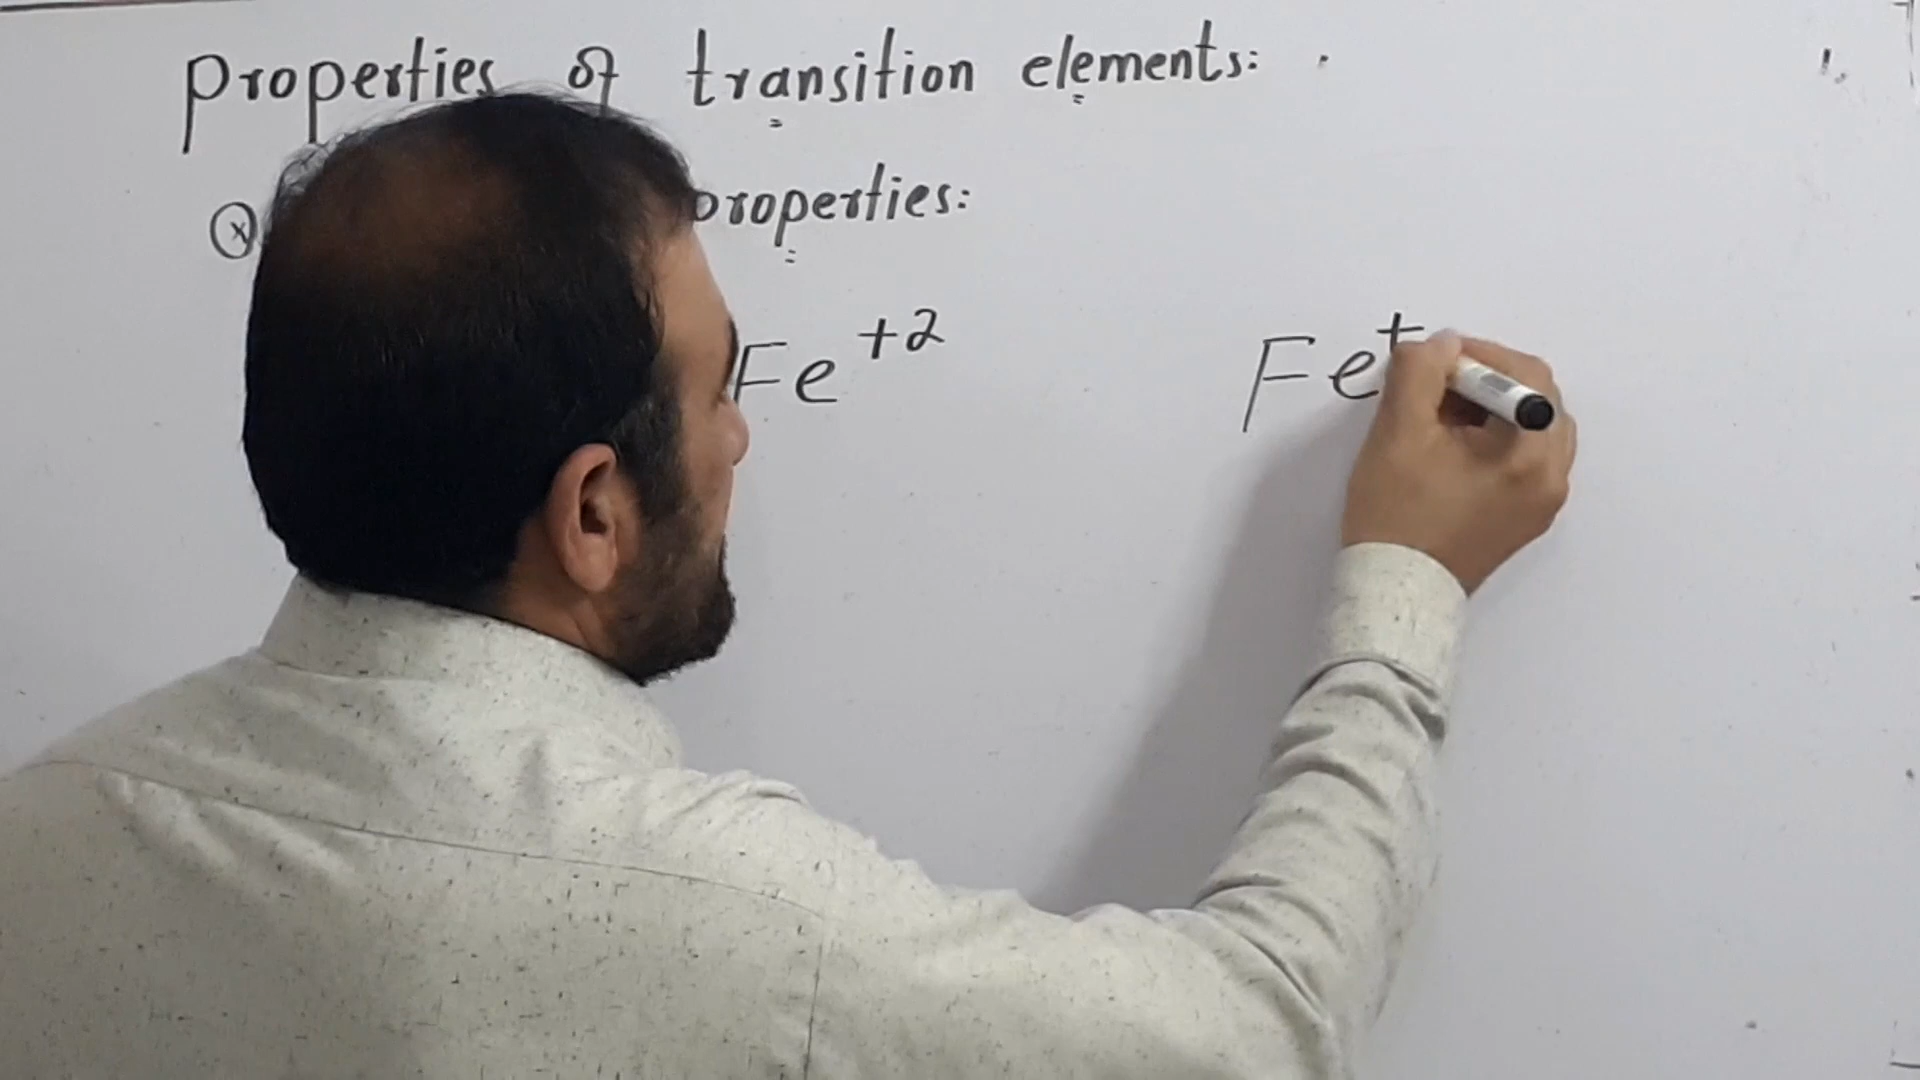 properties of transition elements:
properties:
Fe+2 Fe+